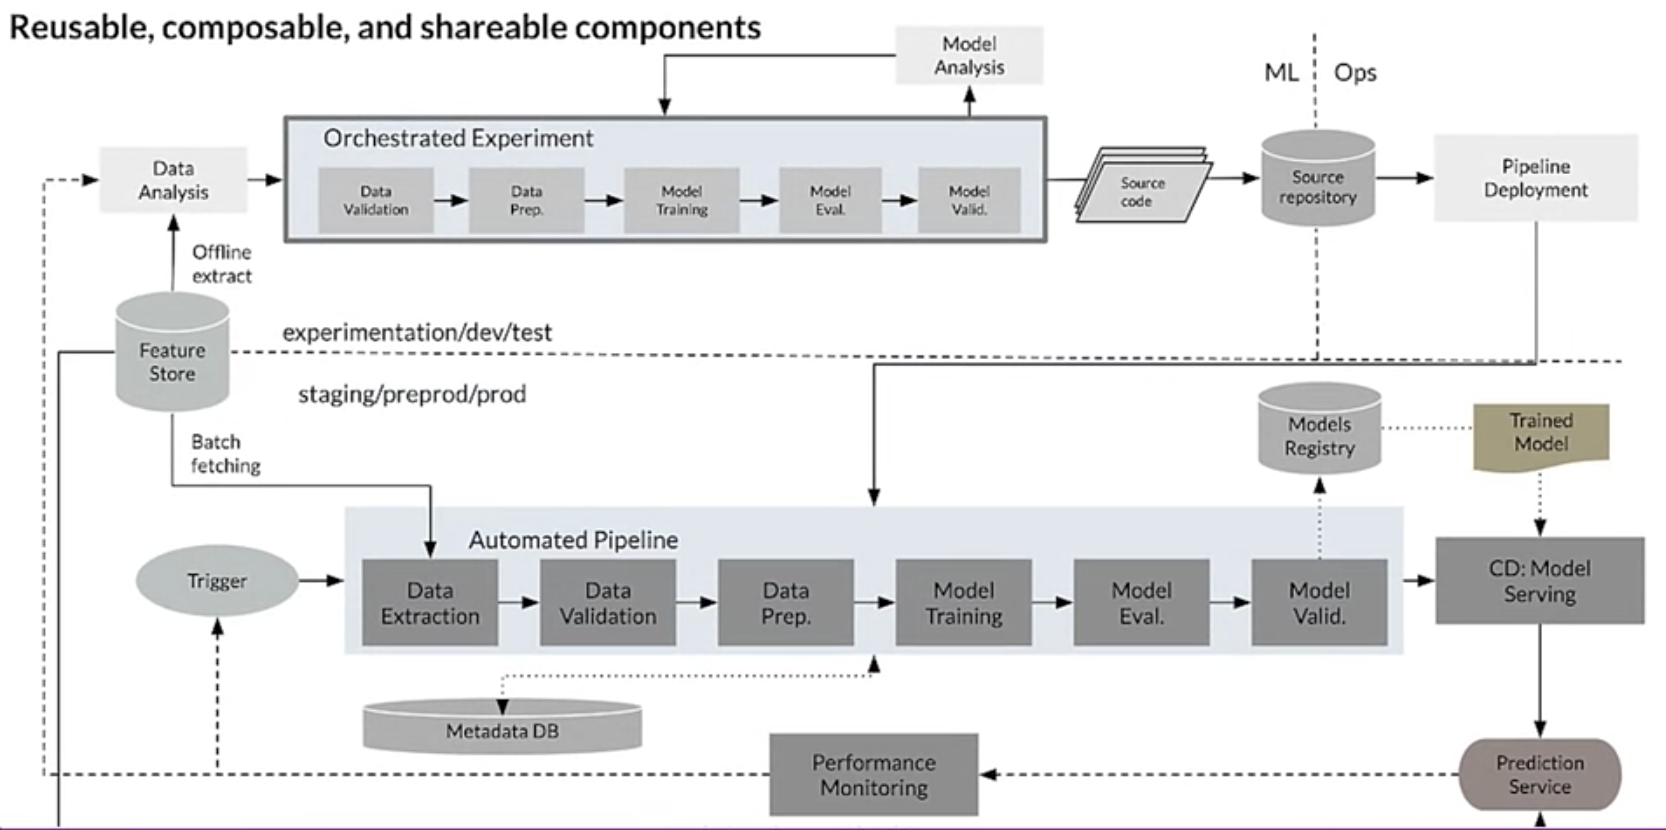 Reusable, composable, and shareable components
Model
Analysis
ML
Ops
Orchestrated Experiment
Data
Analysis
Data
Validation
Data
Prep.
Model
Training
Model
Eval.
Model
Valid.
Source
code
Source
repository
Pipeline
Deployment
Offline
extract
Feature
Store
experimentation/dev/test
staging/preprod/prod
Batch
fetching
Models
Registry
Trained
Model
Automated Pipeline
Trigger
Data
Extraction
Data
Validation
Data
Prep.
Model
Training
Model
Eval.
Model
Valid.
CD: Model
Serving
Metadata DB
Performance
Monitoring
Prediction
Service